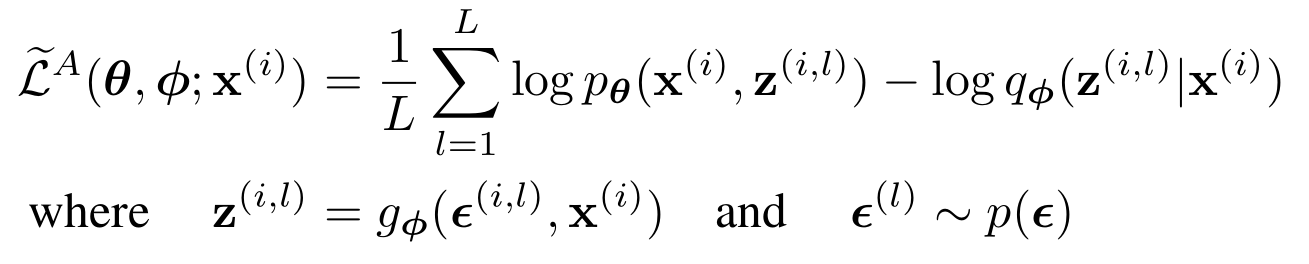 $\widetilde{\mathcal{L}}^{A}(\boldsymbol{\theta}, \boldsymbol{\phi}; \mathbf{x}^{(i)}) = \frac{1}{L} \sum_{l=1}^{L} \log p_{\boldsymbol{\theta}}(\mathbf{x}^{(i)}, \mathbf{z}^{(i,l)}) - \log q_{\boldsymbol{\phi}}(\mathbf{z}^{(i,l)}|\mathbf{x}^{(i)})$
where $\mathbf{z}^{(i,l)} = g_{\boldsymbol{\phi}}(\boldsymbol{\epsilon}^{(i,l)}, \mathbf{x}^{(i)})$ and $\boldsymbol{\epsilon}^{(l)} \sim p(\boldsymbol{\epsilon})$